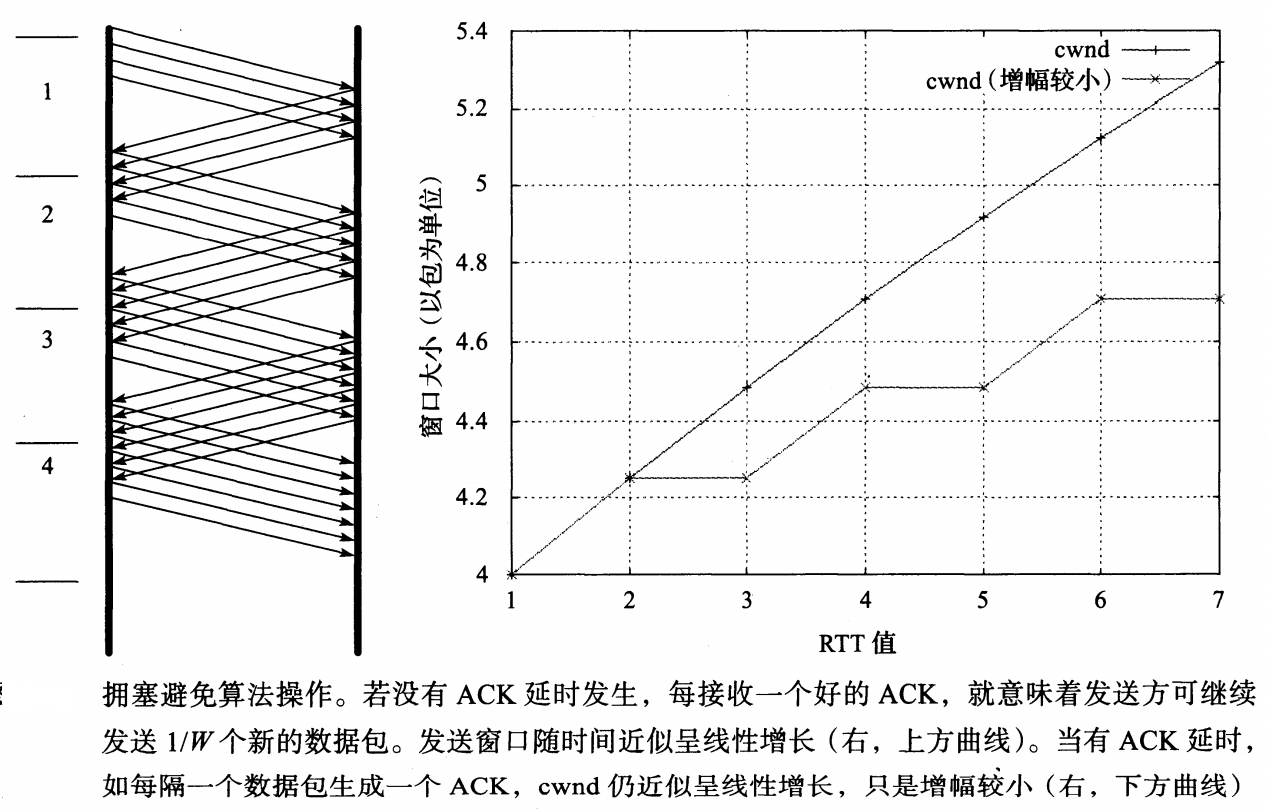 1
2
3
4
5.4
5.2
5
4.8
4.6
4.4
4.2
4
窗口大小（以包为单位）
cwnd
cwnd（增幅较小）
1 2 3 4 5 6 7
RTT 值
拥塞避免算法操作。若没有 ACK 延时发生，每接收一个好的 ACK，就意味着发送方可继续
发送 1/W 个新的数据包。发送窗口随时间近似呈线性增长（右，上方曲线）。当有 ACK 延时，
如每隔一个数据包生成一个 ACK，cwnd 仍近似呈线性增长，只是增幅较小（右，下方曲线）